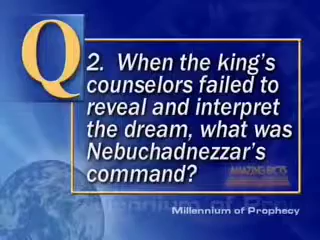 Q
2. When the king's
counselors failed to
reveal and interpret
the dream, what was
Nebuchadnezzar's
command?
AMAZING FACTS
Millennium of Prophecy